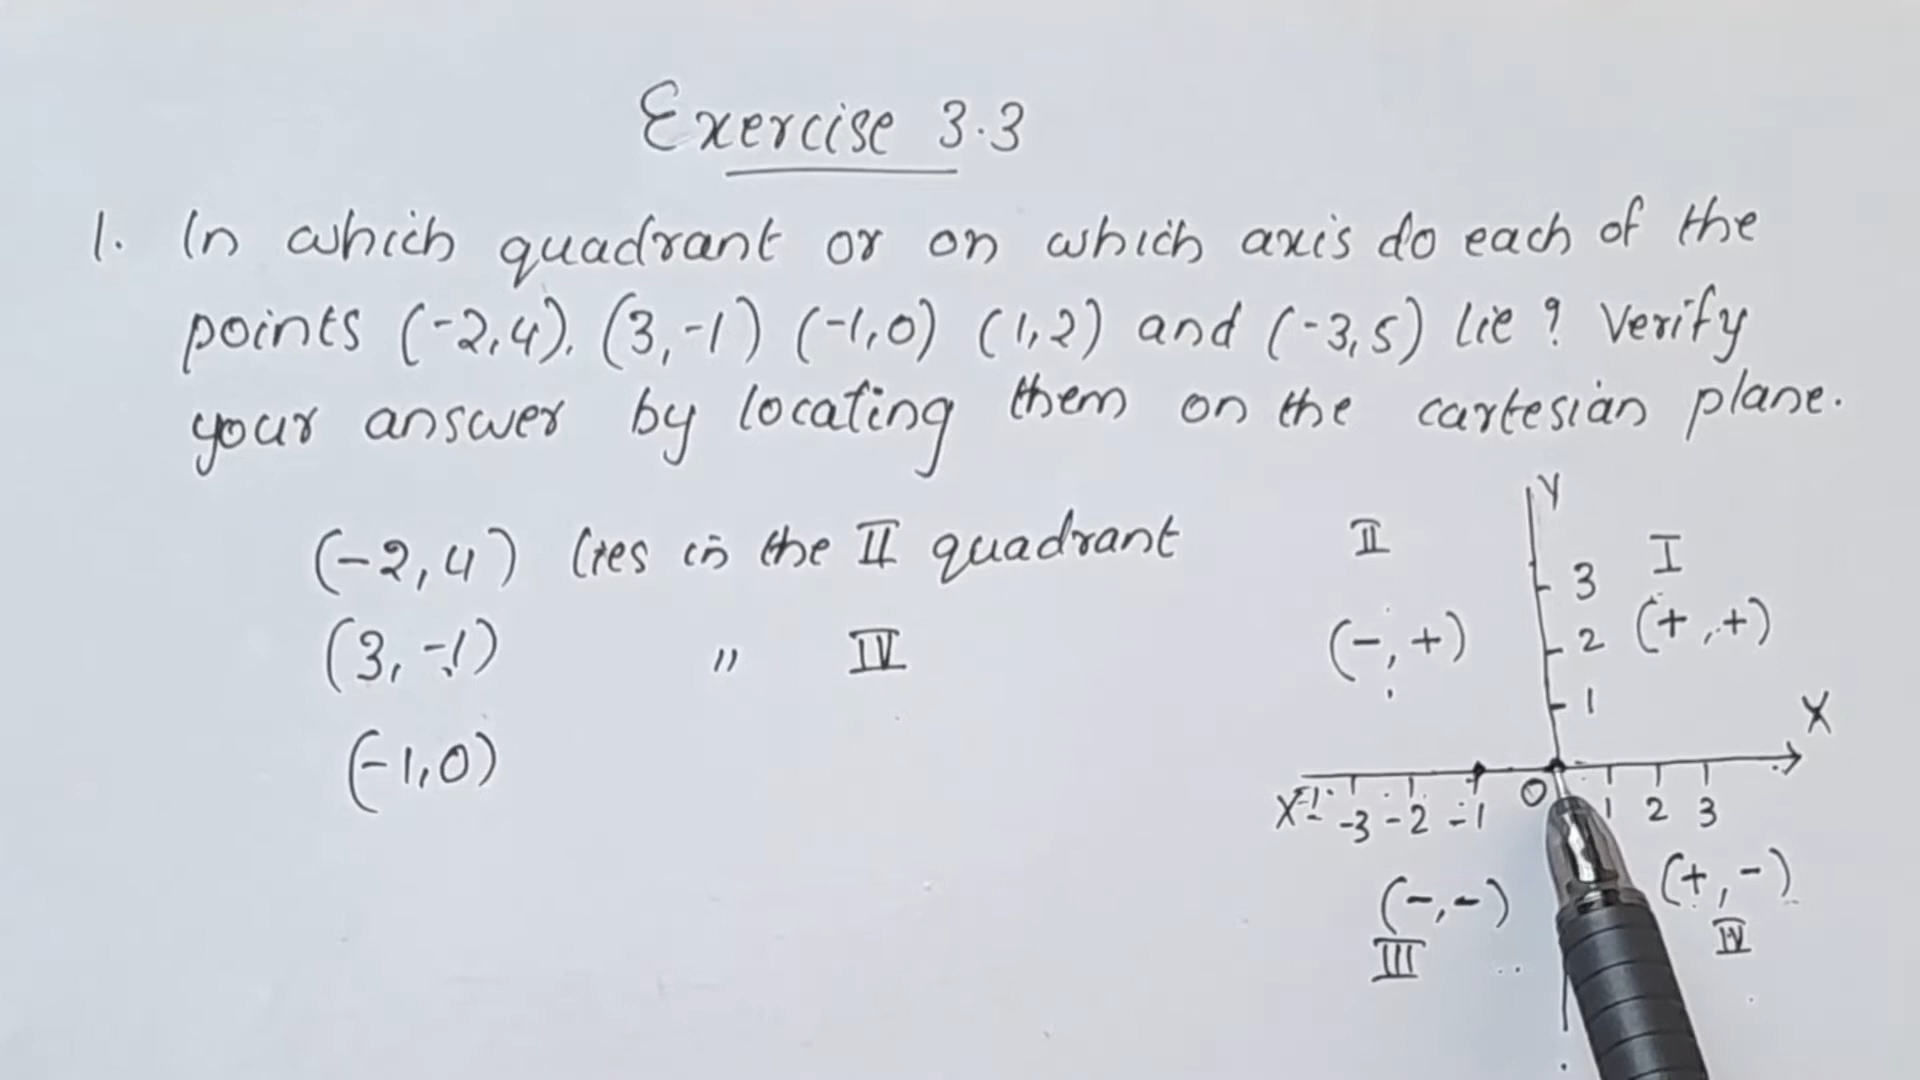 Exercise 3.3
1. In which quadrant or on which axis do each of the
points (-2,4), (3,-1) (-1,0) (1,2) and (-3,5) lie? Verify
your answer by locating them on the cartesian plane.
(-2,4) lies in the II quadrant
(3,-1) " IV
(-1,0)
Y
II I
3
(-,+) 2 (+,+)
1
X
X' -3 -2 -1 0 1 2 3
(-,-) (+,-)
III IV